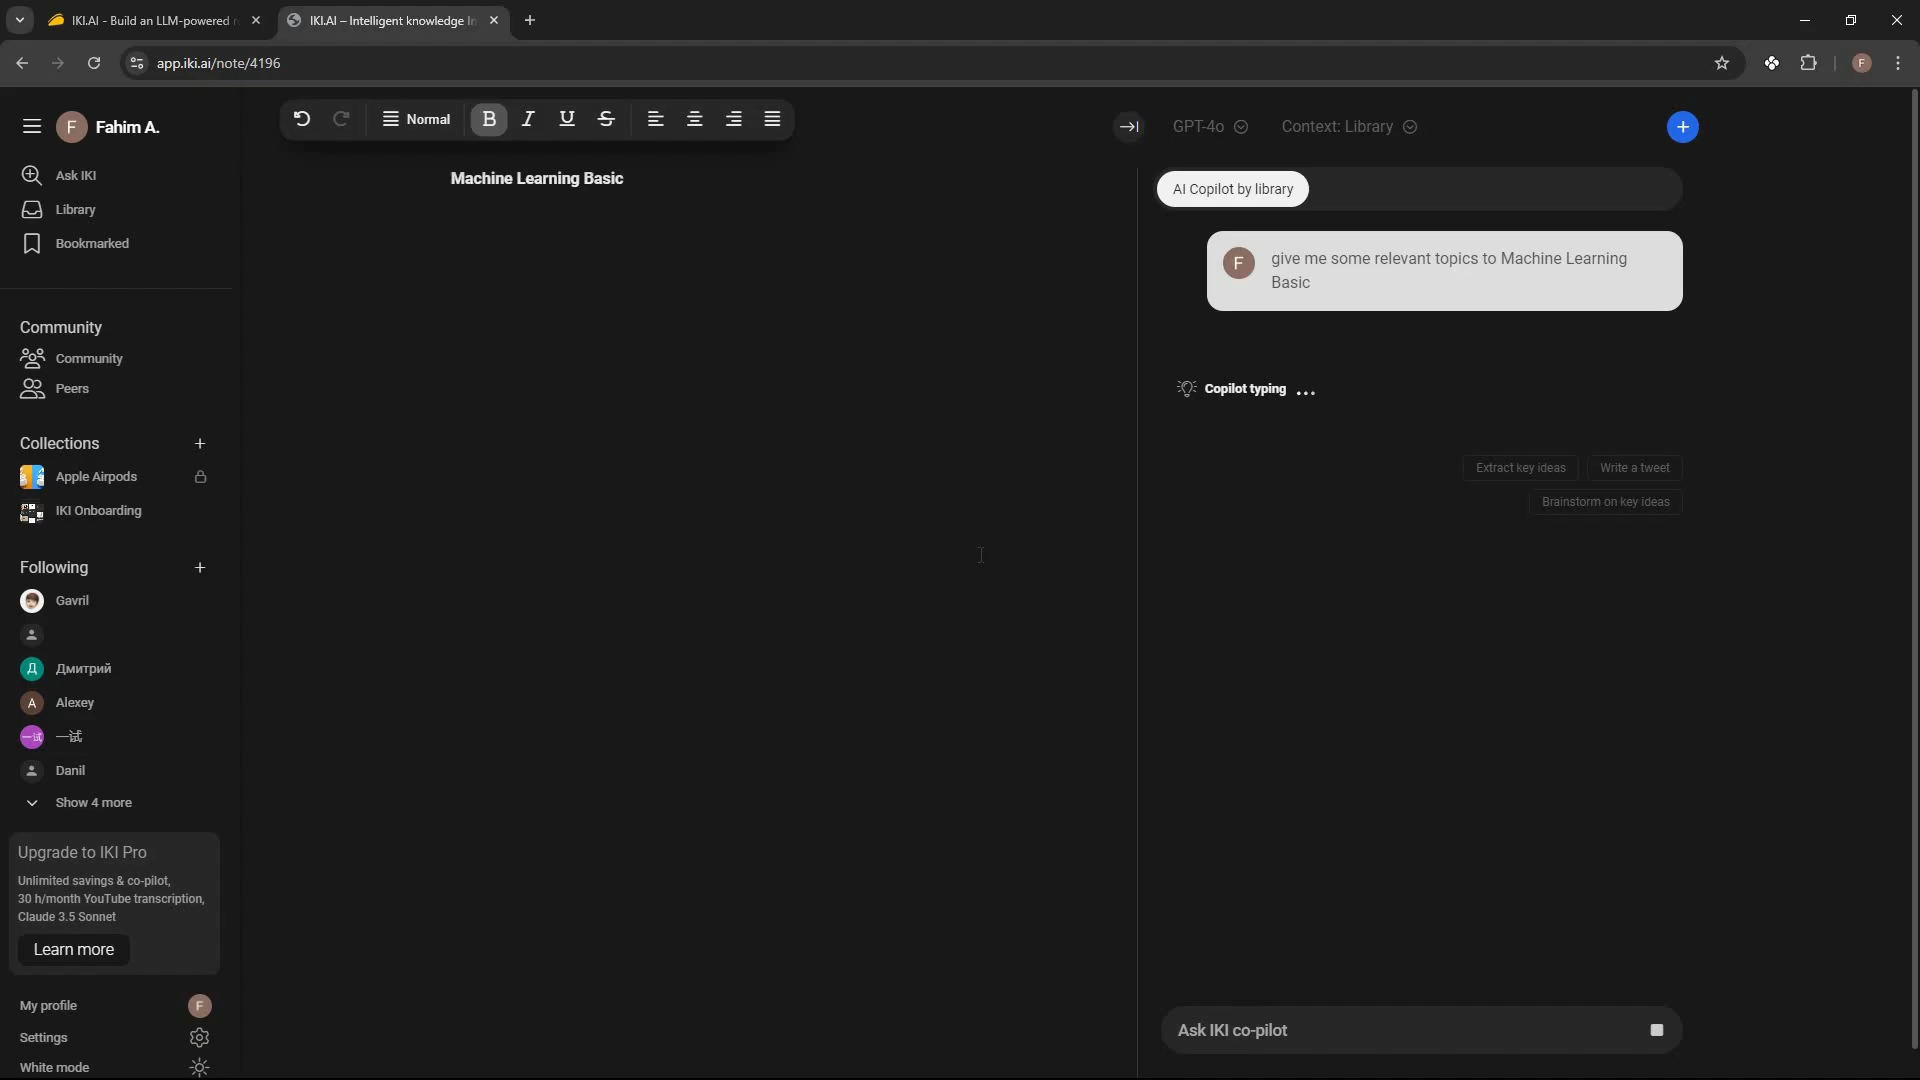 IKI.AI - Build an LLM-powered
IKI.AI – Intelligent knowledge In
app.iki.ai/note/4196
F
F
Fahim A.
Ask IKI
Library
Bookmarked
Community
Community
Peers
Collections
Apple Airpods
IKI Onboarding
Following
Gavril
Д
Дмитрий
A
Alexey
一试
一试
Danil
Show 4 more
Upgrade to IKI Pro
Unlimited savings & co-pilot,
30 h/month YouTube transcription,
Claude 3.5 Sonnet
Learn more
My profile
F
Settings
White mode
Normal
B
I
U
S
Machine Learning Basic
GPT-4o
Context: Library
AI Copilot by library
F
give me some relevant topics to Machine Learning
Basic
Copilot typing ...
Extract key ideas
Write a tweet
Brainstorm on key ideas
Ask IKI co-pilot